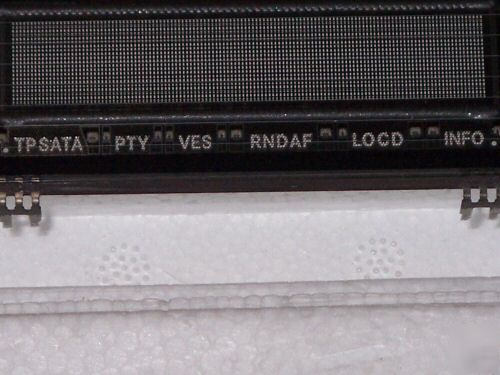 TPSATA PTY VES RNDAF LOCD INFO